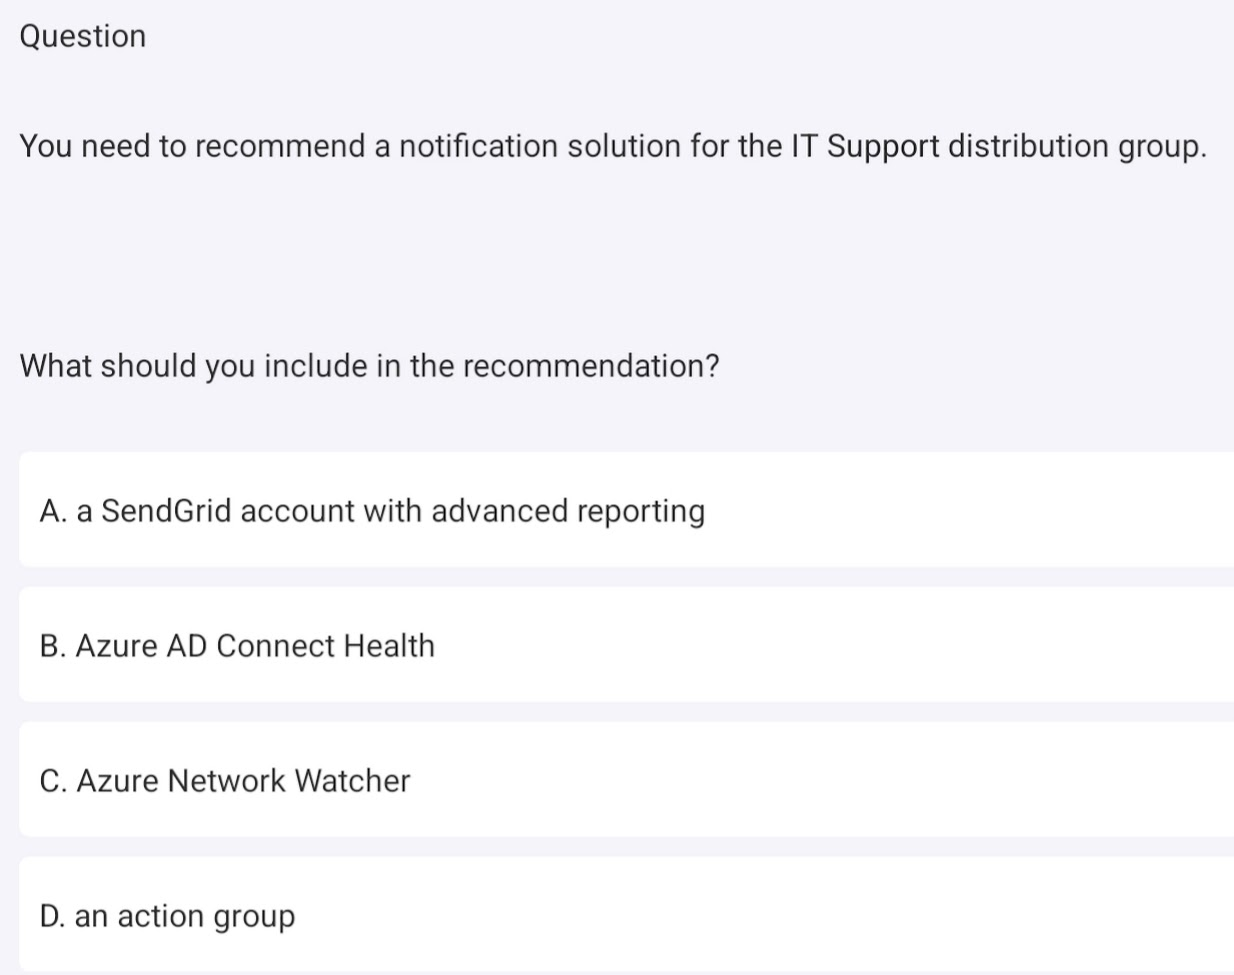 Question
You need to recommend a notification solution for the IT Support distribution group.
What should you include in the recommendation?
A. a SendGrid account with advanced reporting
B. Azure AD Connect Health
C. Azure Network Watcher
D. an action group